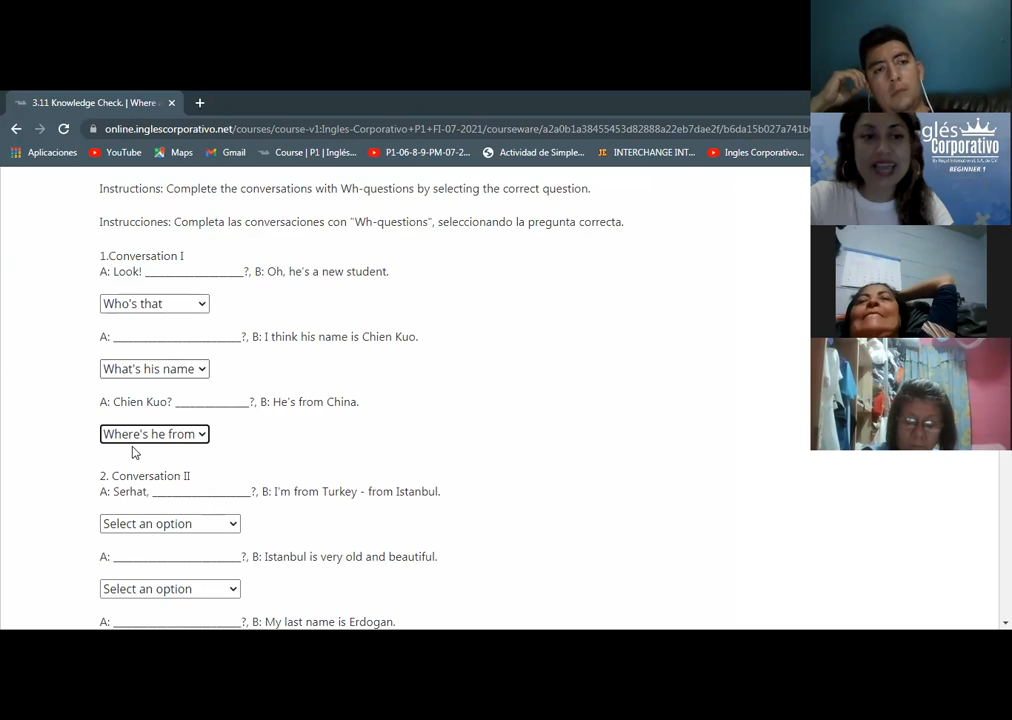 3.11 Knowledge Check. | Where
online.inglescorporativo.net/courses/course-v1:Ingles-Corporativo+P1+FI-07-2021/courseware/a2a0b1a38455453d82888a22eb7dae2f/b6da15b027a741b
Aplicaciones YouTube Maps Gmail Course | P1 | Inglés... P1-06-8-9-PM-07-2... Actividad de Simple... INTERCHANGE INT... Ingles Corporativo...
glés
Corporativo
BEGINNER 1
Instructions: Complete the conversations with Wh-questions by selecting the correct question.
Instrucciones: Completa las conversaciones con "Wh-questions", seleccionando la pregunta correcta.
1.Conversation I
A: Look! ____________________?, B: Oh, he's a new student.
Who's that
A: __________________________?, B: I think his name is Chien Kuo.
What's his name
A: Chien Kuo? _______________?, B: He's from China.
Where's he from
2. Conversation II
A: Serhat, ____________________?, B: I'm from Turkey - from Istanbul.
Select an option
A: __________________________?, B: Istanbul is very old and beautiful.
Select an option
A: __________________________?, B: My last name is Erdogan.